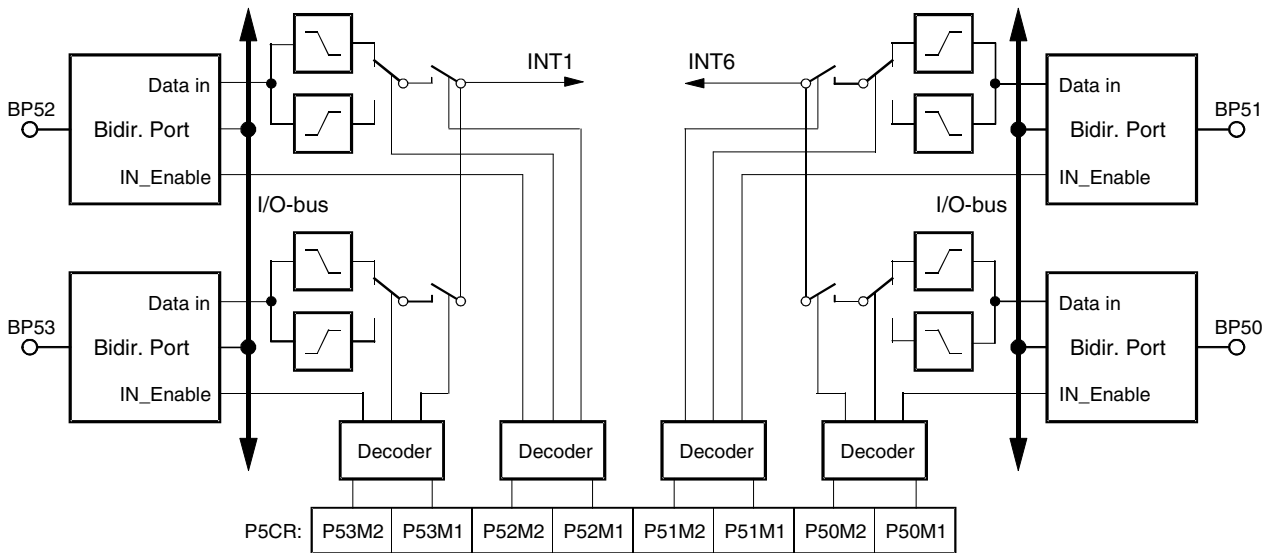 INT1 INT6
Data in Data in
BP52 BP51
Bidir. Port Bidir. Port
IN_Enable IN_Enable
I/O-bus I/O-bus
Data in Data in
BP53 BP50
Bidir. Port Bidir. Port
IN_Enable IN_Enable
Decoder Decoder Decoder Decoder
P5CR: P53M2 P53M1 P52M2 P52M1 P51M2 P51M1 P50M2 P50M1